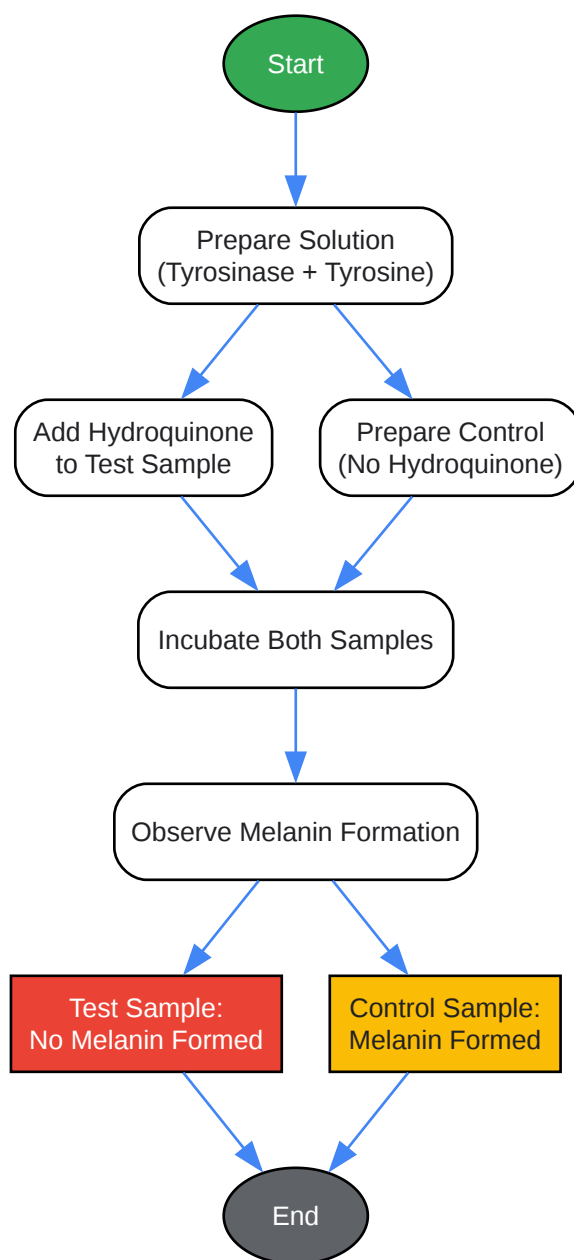 Start
Prepare Solution
(Tyrosinase + Tyrosine)
Add Hydroquinone
to Test Sample
Prepare Control
(No Hydroquinone)
Incubate Both Samples
Observe Melanin Formation
Test Sample:
No Melanin Formed
Control Sample:
Melanin Formed
End